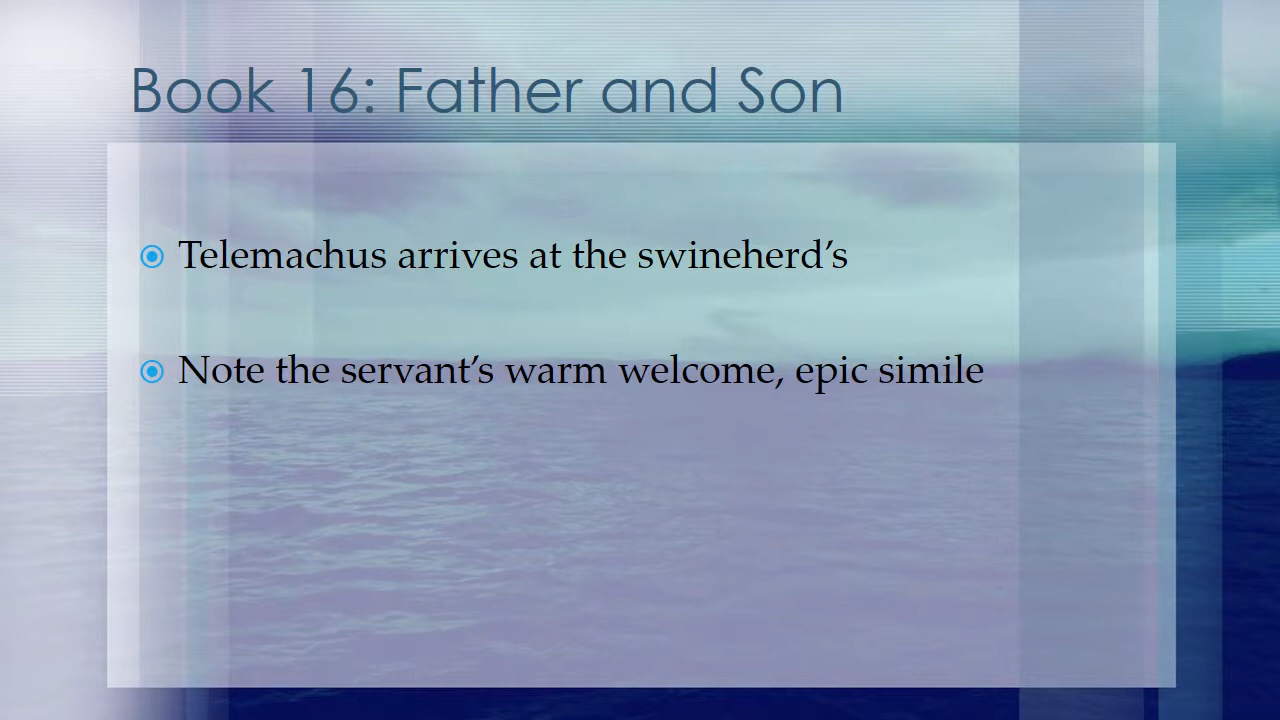 Book 16: Father and Son
Telemachus arrives at the swineherd’s
Note the servant’s warm welcome, epic simile